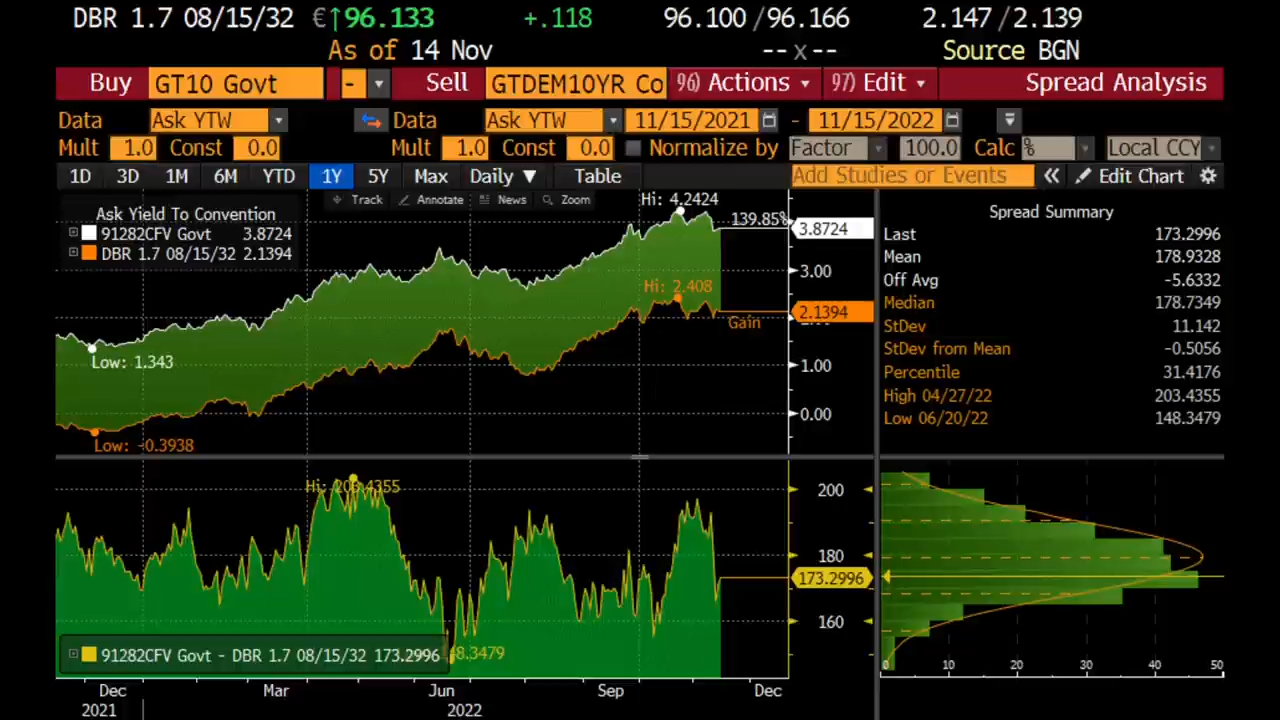 DBR 1.7 08/15/32 €↑96.133 +.118 96.100/96.166 2.147/2.139
As of 14 Nov --x-- Source BGN
Buy GT10 Govt - Sell GTDEM10YR Co 96) Actions 97) Edit Spread Analysis
Data Ask YTW Data Ask YTW 11/15/2021 - 11/15/2022
Mult 1.0 Const 0.0 Mult 1.0 Const 0.0 Normalize by Factor 100.0 Calc % Local CCY
1D 3D 1M 6M YTD 1Y 5Y Max Daily ▼ Table Add Studies or Events « Edit Chart
Track Annotate News Zoom
Ask Yield To Convention
91282CFV Govt 3.8724
DBR 1.7 08/15/32 2.1394
Hi: 4.2424
139.85%
3.8724
3.00
Hi: 2.408
2.1394
Gain
Low: 1.343
1.00
0.00
Low: -0.3938
Spread Summary
Last 173.2996
Mean 178.9328
Off Avg -5.6332
Median 178.7349
StDev 11.142
StDev from Mean -0.5056
Percentile 31.4176
High 04/27/22 203.4355
Low 06/20/22 148.3479
Hi: 203.4355
200
180
173.2996
160
91282CFV Govt - DBR 1.7 08/15/32 173.2996
48.3479
0 10 20 30 40 50
Dec Mar Jun Sep Dec
2021 2022